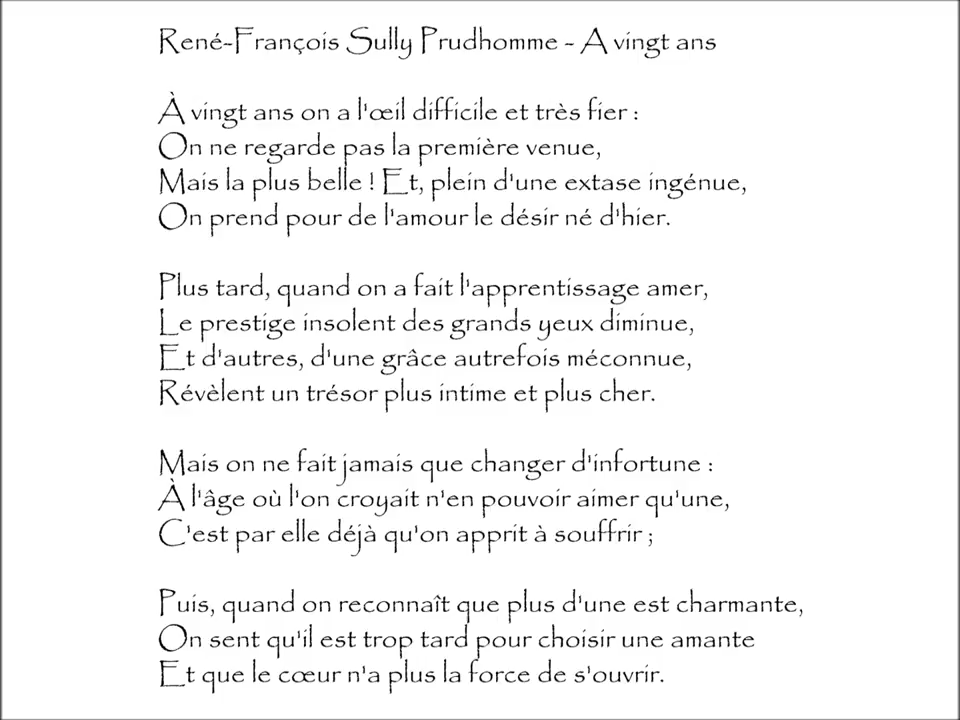 René-François Sully Prudhomme - A vingt ans
À vingt ans on a l'œil difficile et très fier :
On ne regarde pas la première venue,
Mais la plus belle ! Et, plein d'une extase ingénue,
On prend pour de l'amour le désir né d'hier.
Plus tard, quand on a fait l'apprentissage amer,
Le prestige insolent des grands yeux diminue,
Et d'autres, d'une grâce autrefois méconnue,
Révèlent un trésor plus intime et plus cher.
Mais on ne fait jamais que changer d'infortune :
À l'âge où l'on croyait n'en pouvoir aimer qu'une,
C'est par elle déjà qu'on apprit à souffrir ;
Puis, quand on reconnaît que plus d'une est charmante,
On sent qu'il est trop tard pour choisir une amante
Et que le cœur n'a plus la force de s'ouvrir.